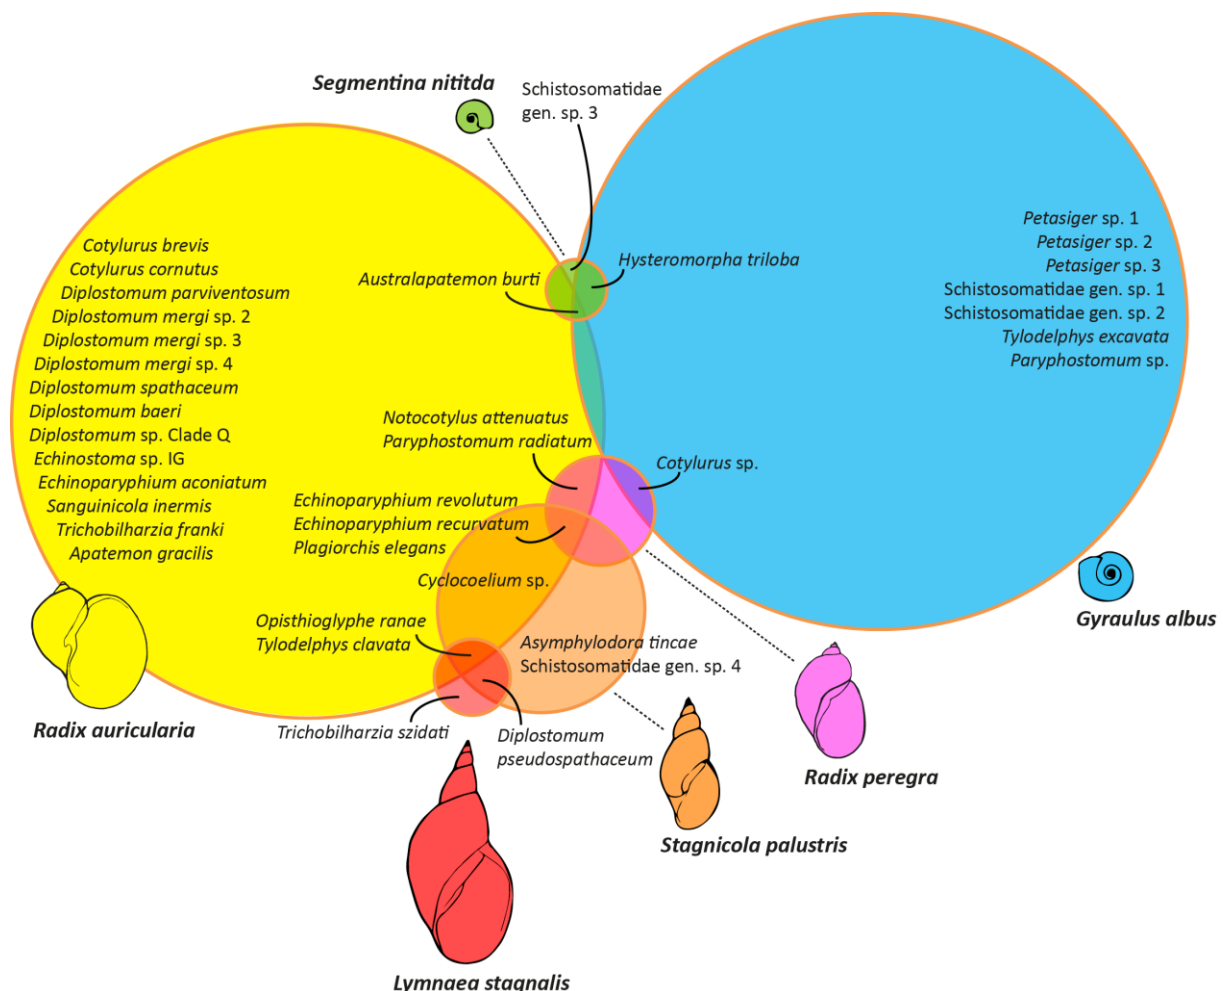 Segmentina nititda
Schistosomatidae
gen. sp. 3
Cotylurus brevis
Cotylurus cornutus
Diplostomum parviventosum
Diplostomum mergi sp. 2
Diplostomum mergi sp. 3
Diplostomum mergi sp. 4
Diplostomum spathaceum
Diplostomum baeri
Diplostomum sp. Clade Q
Echinostoma sp. IG
Echinoparyphium aconiatum
Sanguinicola inermis
Trichobilharzia franki
Apatemon gracilis
Australapatemon burti
Hysteromorpha triloba
Petasiger sp. 1
Petasiger sp. 2
Petasiger sp. 3
Schistosomatidae gen. sp. 1
Schistosomatidae gen. sp. 2
Tylodelphys excavata
Paryphostomum sp.
Notocotylus attenuatus
Paryphostomum radiatum
Cotylurus sp.
Echinoparyphium revolutum
Echinoparyphium recurvatum
Plagiorchis elegans
Cyclocoelium sp.
Opisthioglyphe ranae
Tylodelphys clavata
Asymphylodora tincae
Schistosomatidae gen. sp. 4
Trichobilharzia szidati
Diplostomum
pseudospathaceum
Radix auricularia
Gyraulus albus
Radix peregra
Stagnicola palustris
Lymnaea stagnalis